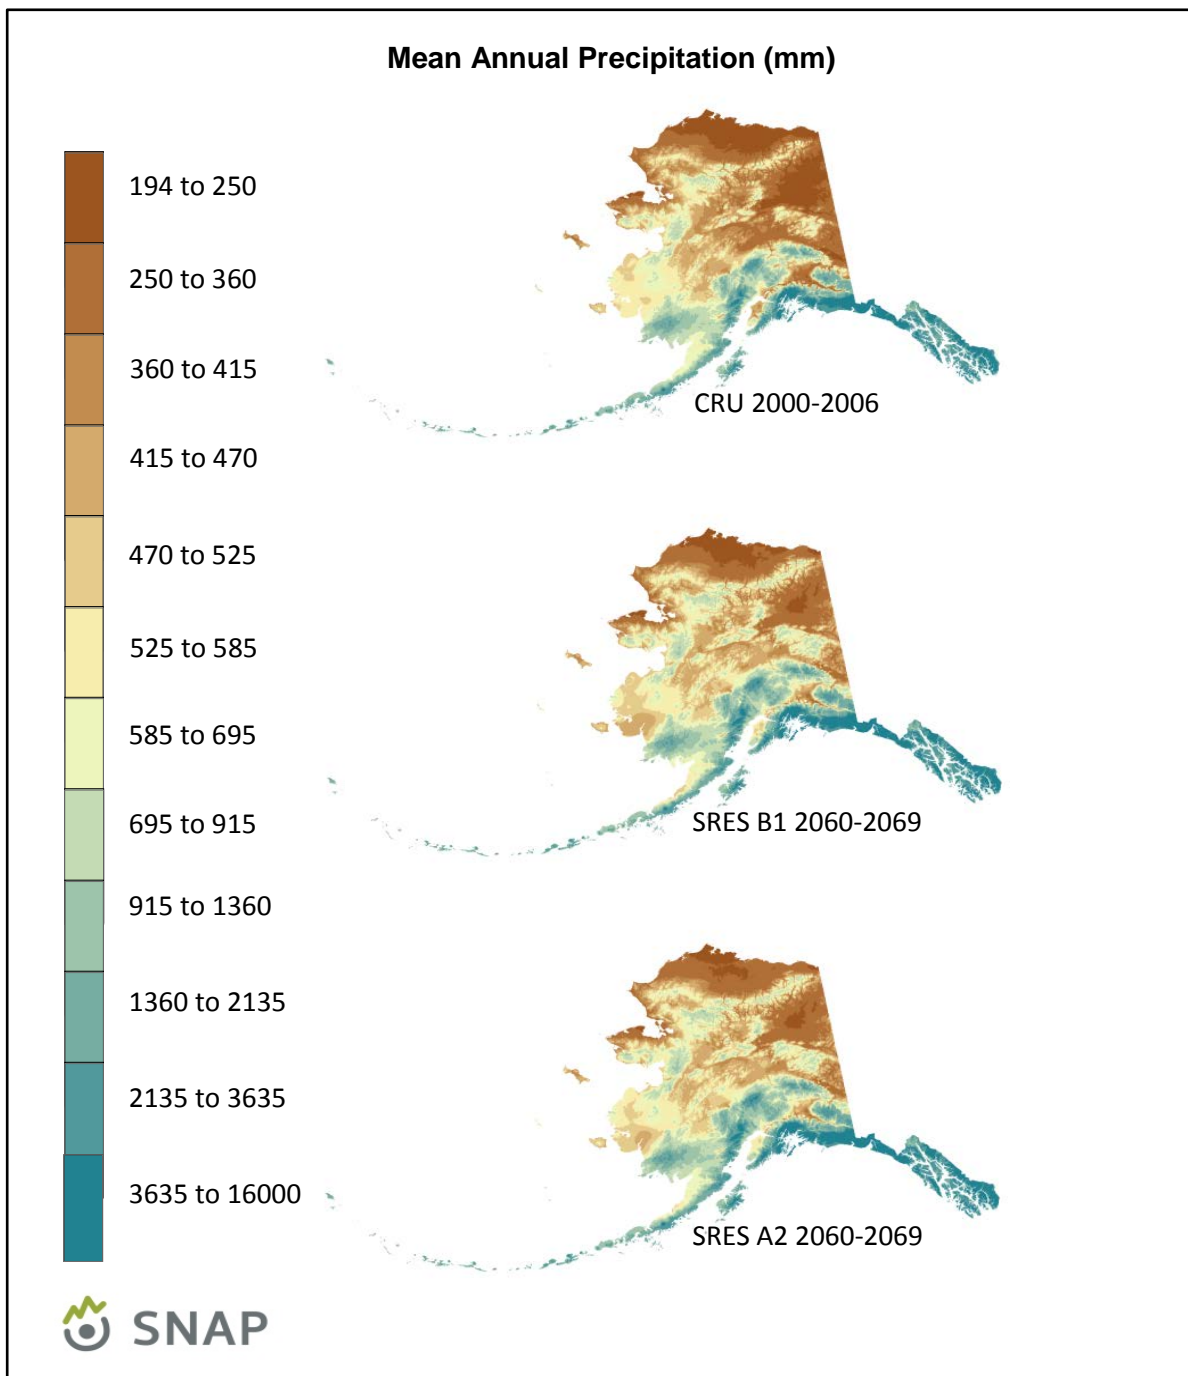 Mean Annual Precipitation (mm)
194 to 250
250 to 360
360 to 415
415 to 470
470 to 525
525 to 585
585 to 695
695 to 915
915 to 1360
1360 to 2135
2135 to 3635
3635 to 16000
CRU 2000-2006
SRES B1 2060-2069
SRES A2 2060-2069
SNAP